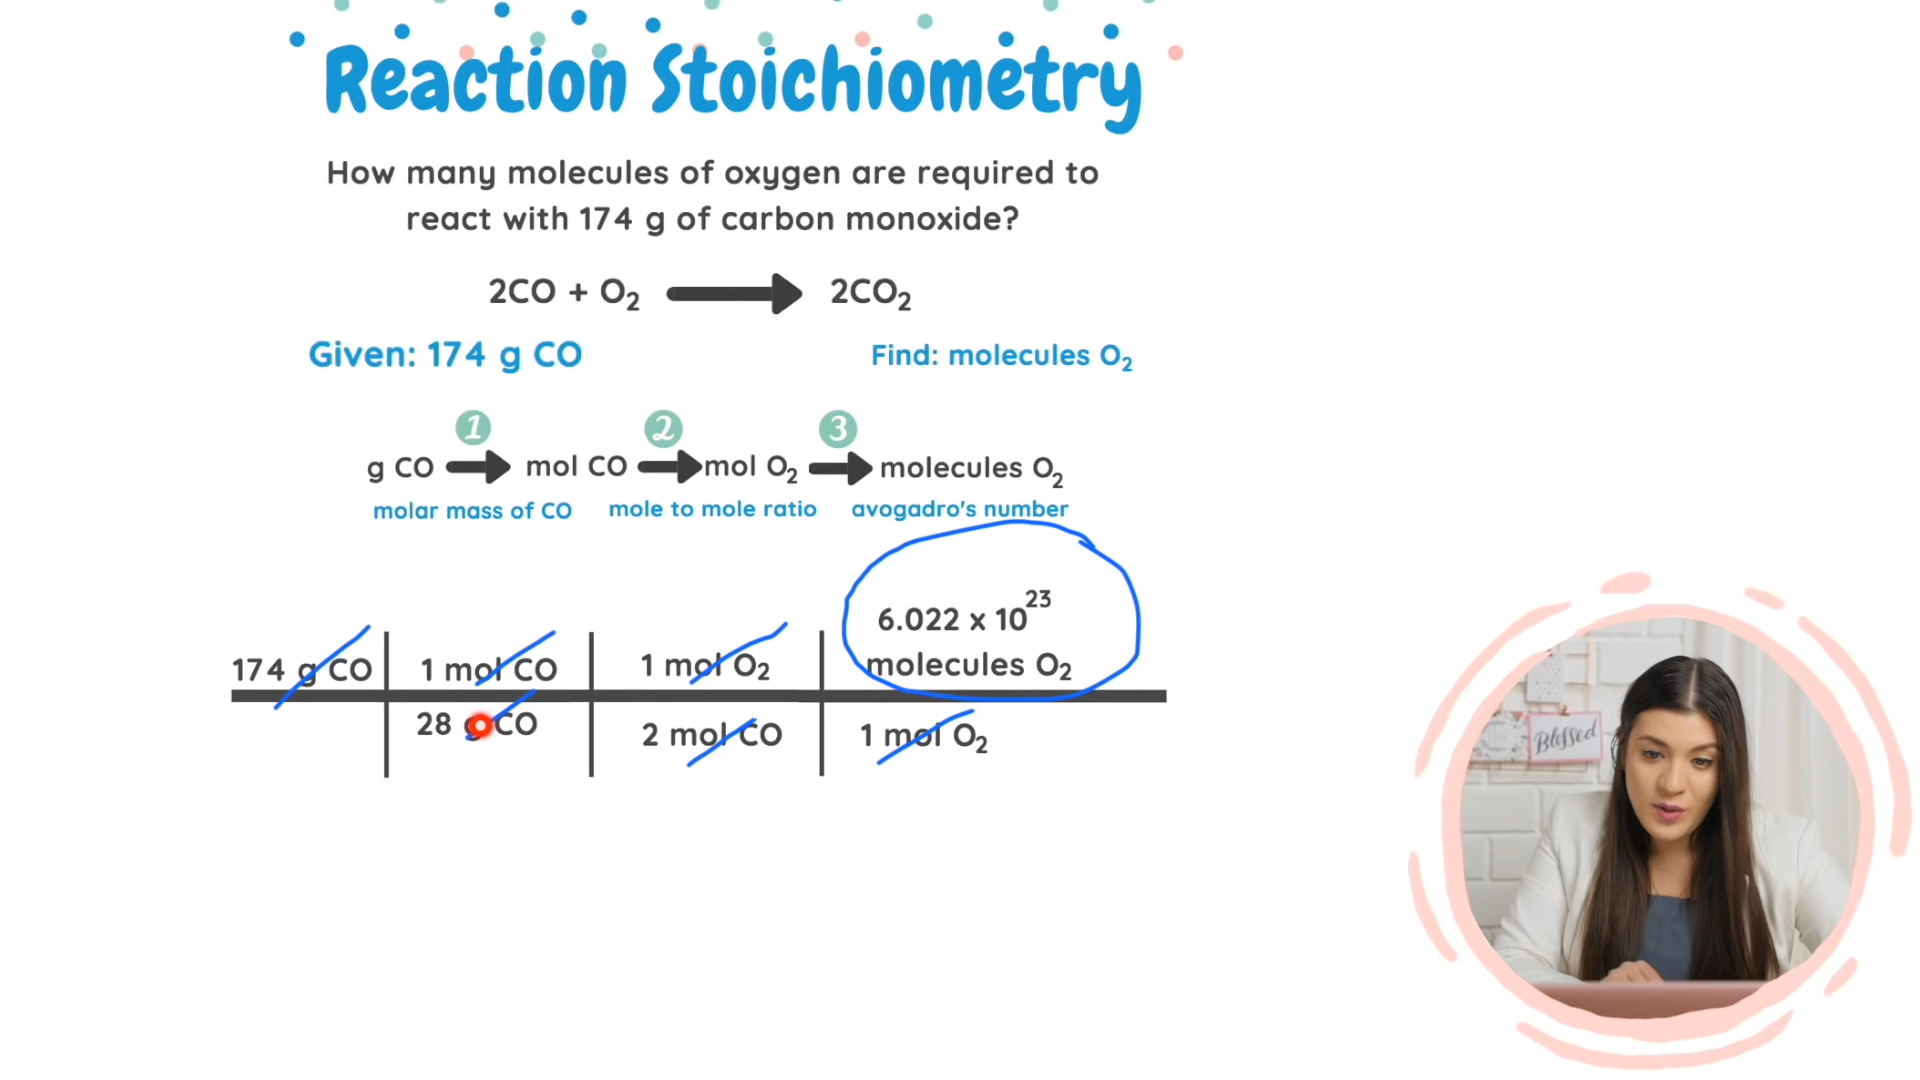 Reaction Stoichiometry
How many molecules of oxygen are required to
react with 174 g of carbon monoxide?
2CO + O₂ → 2CO₂
Given: 174 g CO
Find: molecules O₂
1 2 3
g CO → mol CO → mol O₂ → molecules O₂
molar mass of CO mole to mole ratio avogadro's number
6.022 x 10²³
174 g CO 1 mol CO 1 mol O₂ molecules O₂
28 g CO 2 mol CO 1 mol O₂
Blessed